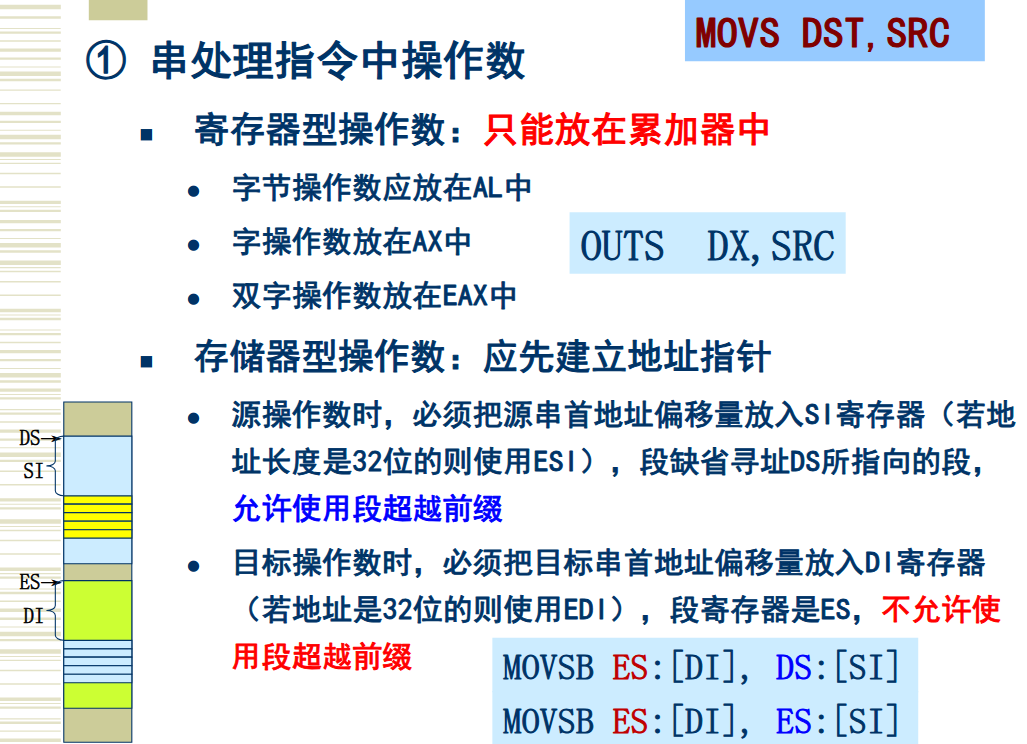 MOVS DST,SRC
① 串处理指令中操作数
■ 寄存器型操作数：只能放在累加器中
● 字节操作数应放在AL中
● 字操作数放在AX中
OUTS DX,SRC
● 双字操作数放在EAX中
■ 存储器型操作数：应先建立地址指针
● 源操作数时，必须把源串首地址偏移量放入SI寄存器（若地
址长度是32位的则使用ESI），段缺省寻址DS所指向的段，
允许使用段超越前缀
● 目标操作数时，必须把目标串首地址偏移量放入DI寄存器
（若地址是32位的则使用EDI），段寄存器是ES，不允许使
用段超越前缀
DS
SI
ES
DI
MOVSB ES:[DI], DS:[SI]
MOVSB ES:[DI], ES:[SI]